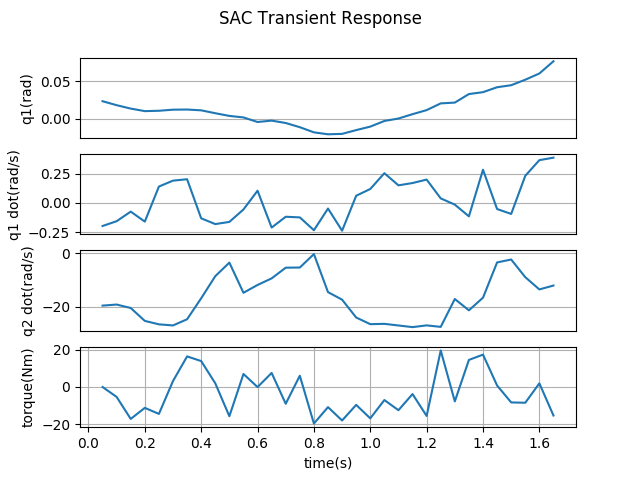 SAC Transient Response
q1(rad)
0.05
0.00
q1 dot(rad/s)
0.25
0.00
−0.25
q2 dot(rad/s)
0
−20
torque(Nm)
20
0
−20
0.0 0.2 0.4 0.6 0.8 1.0 1.2 1.4 1.6
time(s)